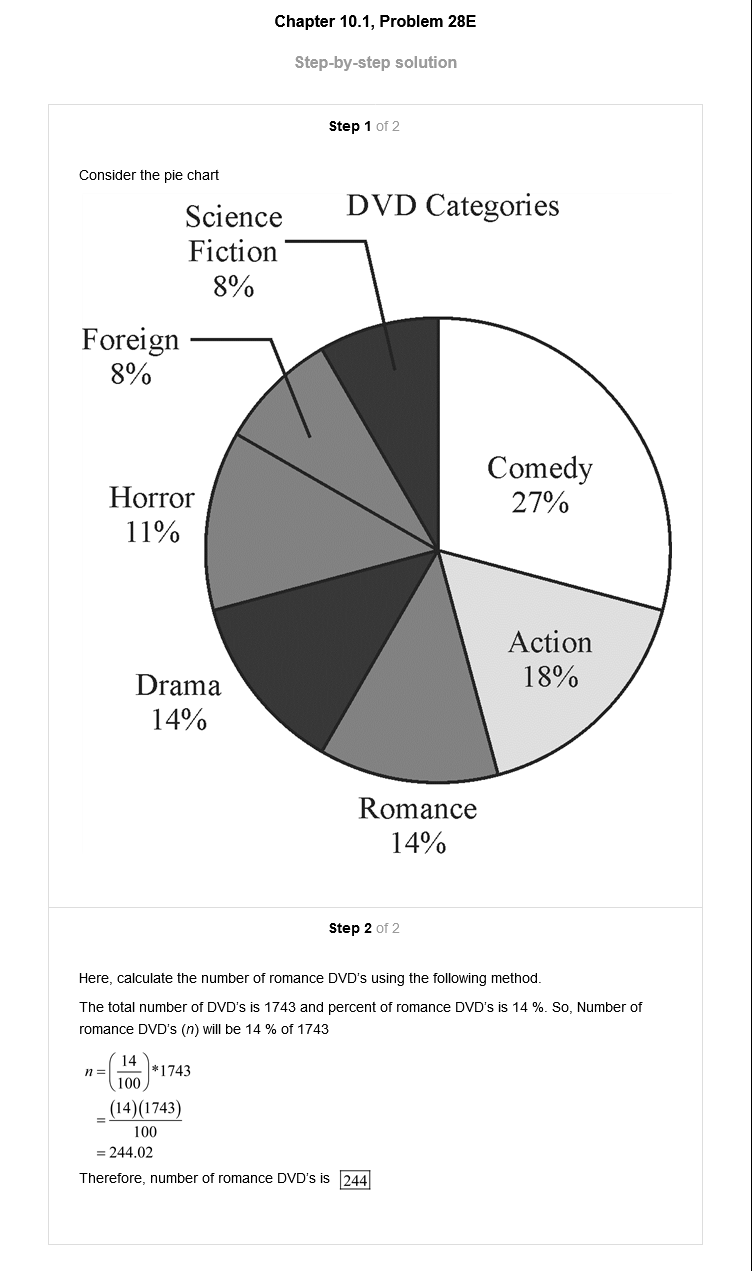 Chapter 10.1, Problem 28E
Step-by-step solution
Step 1 of 2
Consider the pie chart
DVD Categories
Science
Fiction
8%
Foreign
8%
Comedy
27%
Horror
11%
Action
18%
Drama
14%
Romance
14%
Step 2 of 2
Here, calculate the number of romance DVD's using the following method.
The total number of DVD's is 1743 and percent of romance DVD's is 14 %. So, Number of
romance DVD's (n) will be 14 % of 1743
n = (14/100)*1743
= (14)(1743)/100
= 244.02
Therefore, number of romance DVD's is 244